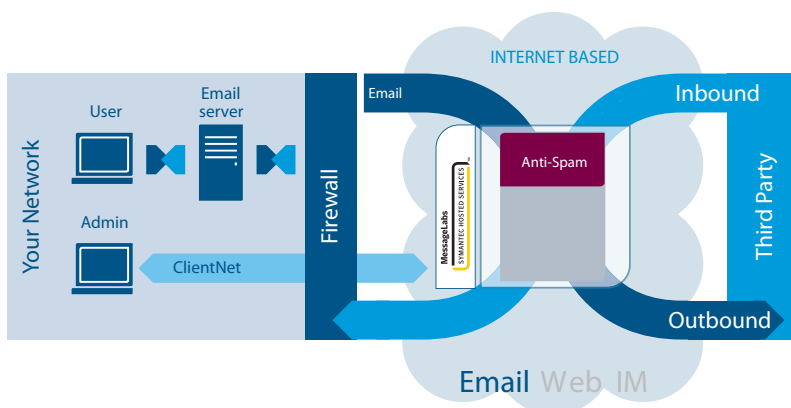 INTERNET BASED
Your Network
User
Email
server
Admin
ClientNet
Firewall
Email
MessageLabs
SYMANTEC HOSTED SERVICES™
Anti-Spam
Inbound
Third Party
Outbound
Email Web IM